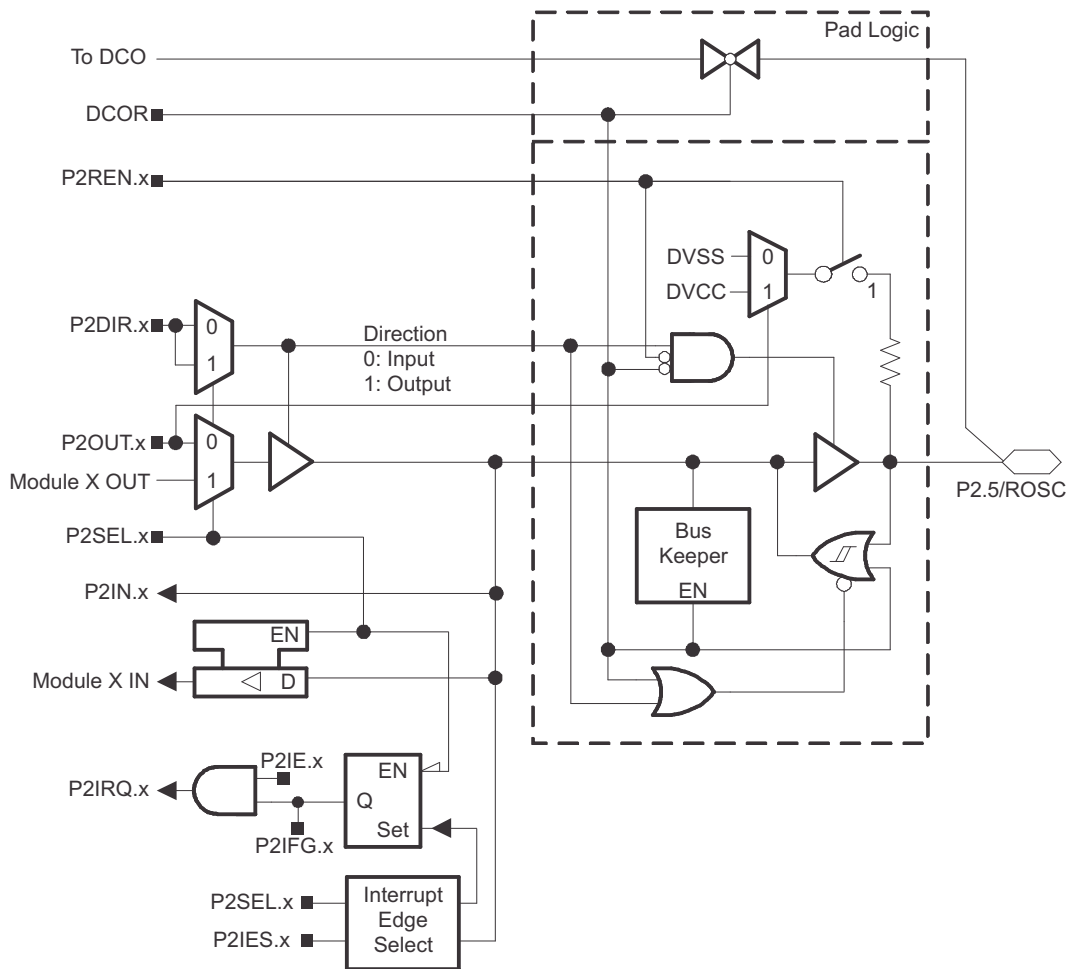 Pad Logic
To DCO
DCOR
P2REN.x
DVSS
0
DVCC
1
1
P2DIR.x
0
1
Direction
0: Input
1: Output
P2OUT.x
0
Module X OUT
1
P2.5/ROSC
P2SEL.x
Bus
Keeper
EN
P2IN.x
EN
Module X IN
D
P2IE.x
EN
P2IRQ.x
Q
Set
P2IFG.x
P2SEL.x
P2IES.x
Interrupt
Edge
Select